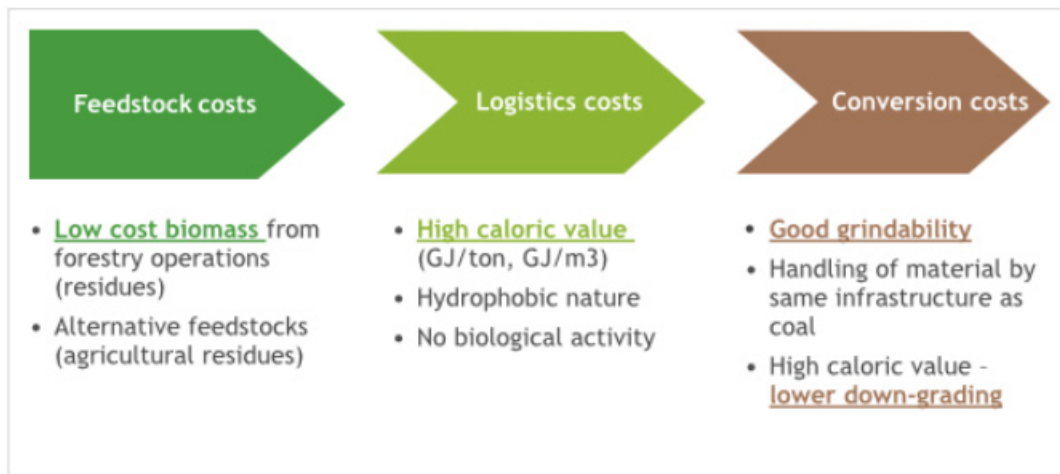 Feedstock costs
Logistics costs
Conversion costs
• Low cost biomass from
forestry operations
(residues)
• Alternative feedstocks
(agricultural residues)
• High caloric value
(GJ/ton, GJ/m3)
• Hydrophobic nature
• No biological activity
• Good grindability
• Handling of material by
same infrastructure as
coal
• High caloric value –
lower down-grading